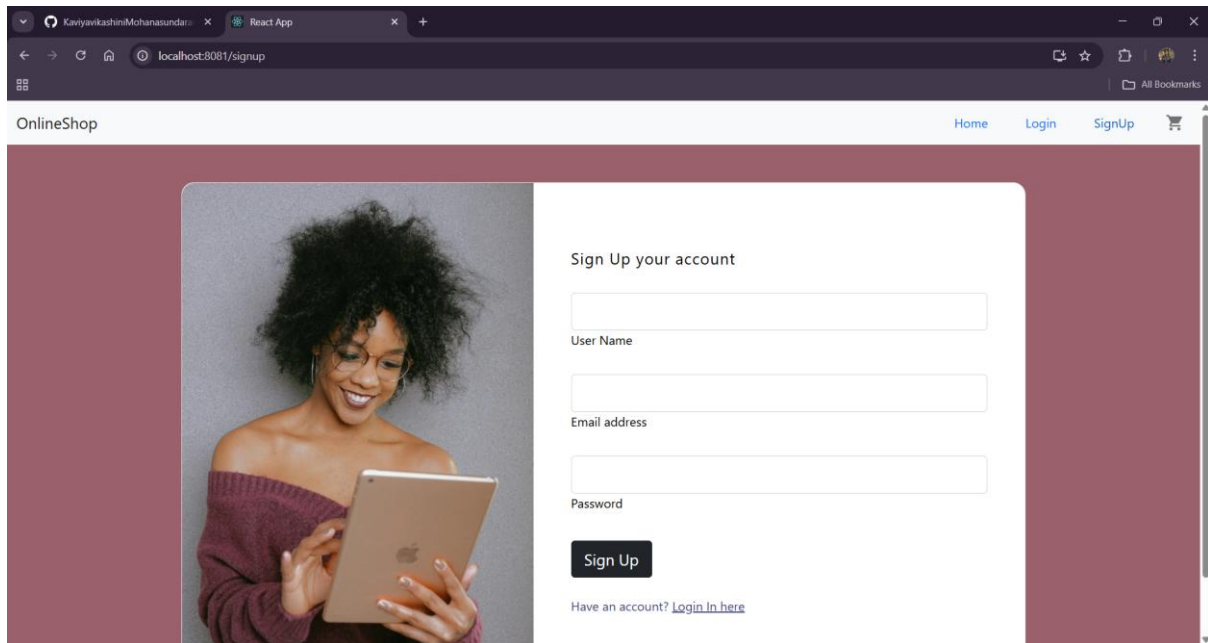 KaviyavikashiniMohanasundara
React App
localhost:8081/signup
All Bookmarks
OnlineShop
Home
Login
SignUp
Sign Up your account
User Name
Email address
Password
Sign Up
Have an account? Login In here